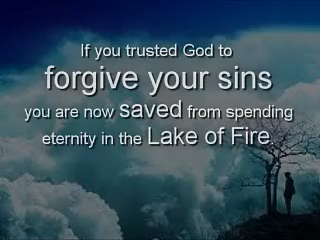 If you trusted God to
forgive your sins
you are now saved from spending
eternity in the Lake of Fire.